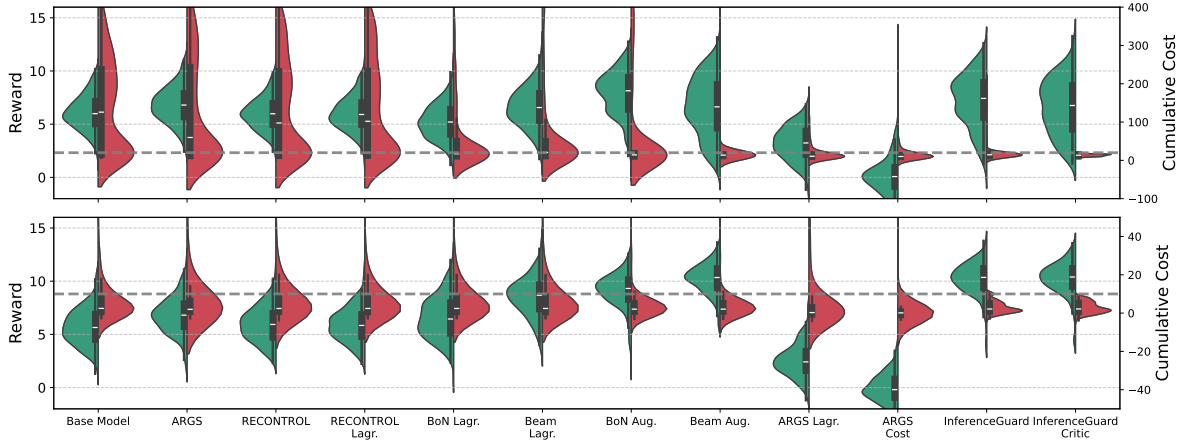 Reward
15
10
5
0
400
300
200
100
0
−100
Cumulative Cost
Reward
15
10
5
0
40
20
0
−20
−40
Cumulative Cost
Base Model
ARGS
RECONTROL
RECONTROL
Lagr.
BoN Lagr.
Beam
Lagr.
BoN Aug.
Beam Aug.
ARGS Lagr.
ARGS
Cost
InferenceGuard
InferenceGuard
Critic